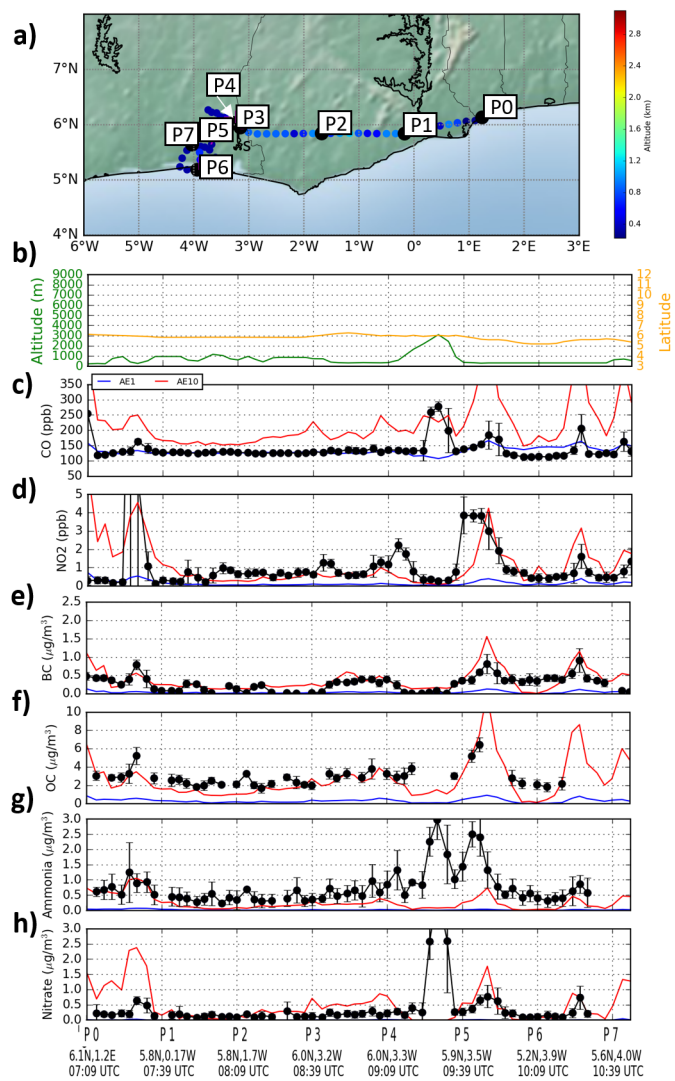 a)
7°N
6°N
5°N
4°N
P4
P0
P3
P2
P1
P5
P7
S
P6
6°W 5°W 4°W 3°W 2°W 1°W 0° 1°E 2°E 3°E
2.8
2.4
2.0
1.6
1.2
0.8
0.4
Altitude (km)
b)
Altitude (m)
9000
8000
7000
6000
5000
4000
3000
2000
1000
0
12
11
10
9
8
7
6
5
4
3
Latitude
c)
CO (ppb)
350
300
250
200
150
100
50
AE1 AE10
d)
NO2 (ppb)
5
4
3
2
1
0
e)
BC (μg/m³)
2.5
2.0
1.5
1.0
0.5
0.0
f)
OC (μg/m³)
10
8
6
4
2
0
g)
Ammonia (μg/m³)
3.0
2.5
2.0
1.5
1.0
0.5
0.0
h)
Nitrate (μg/m³)
3.0
2.5
2.0
1.5
1.0
0.5
0.0
P0 P1 P2 P3 P4 P5 P6 P7
6.1N,1.2E 5.8N,0.17W 5.8N,1.7W 6.0N,3.2W 6.0N,3.3W 5.9N,3.5W 5.2N,3.9W 5.6N,4.0W
07:09 UTC 07:39 UTC 08:09 UTC 08:39 UTC 09:09 UTC 09:39 UTC 10:09 UTC 10:39 UTC